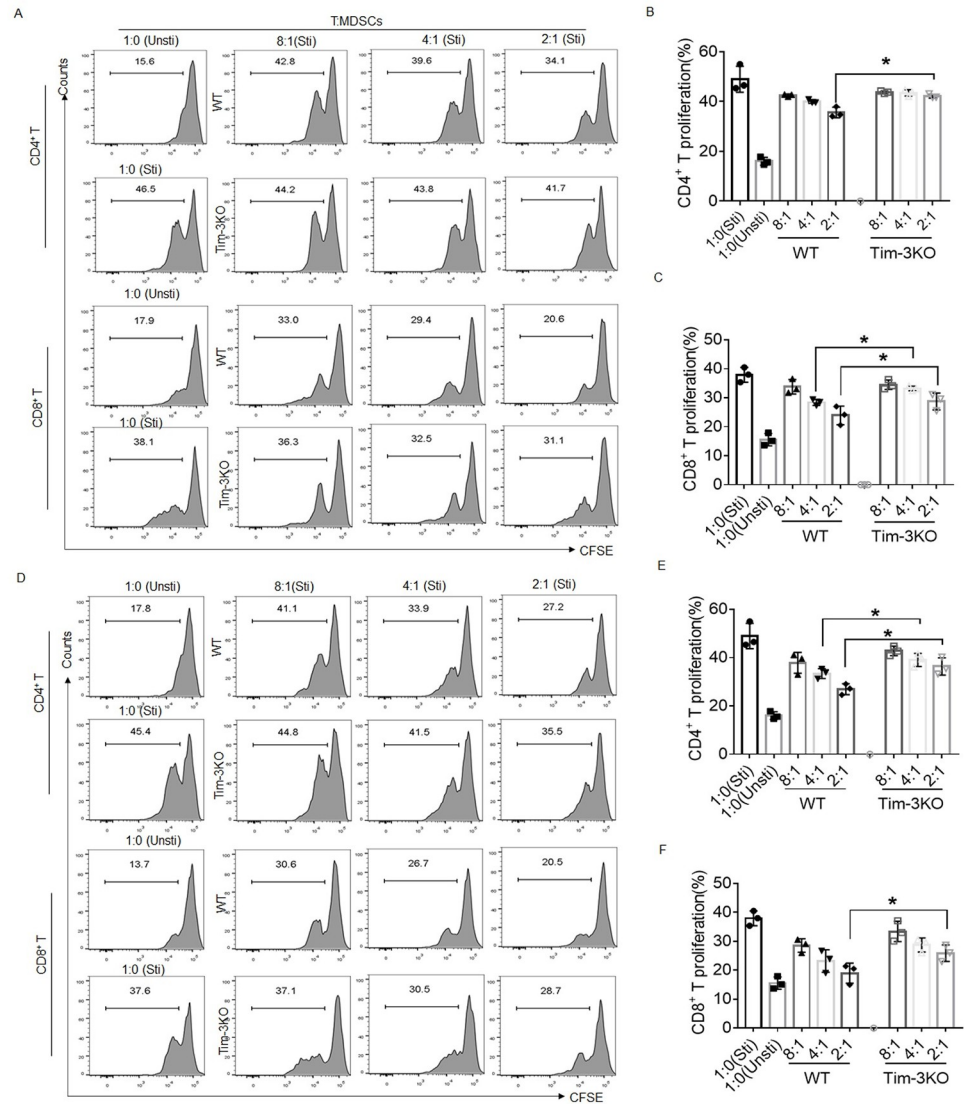 A
T:MDSCs
1:0 (Unsti) 8:1(Sti) 4:1 (Sti) 2:1 (Sti)
Counts
CD4⁺ T
15.6 42.8 39.6 34.1
WT
1:0 (Sti)
46.5 44.2 43.8 41.7
Tim-3KO
1:0 (Unsti)
CD8⁺ T
17.9 33.0 29.4 20.6
WT
1:0 (Sti)
38.1 36.3 32.5 31.1
Tim-3KO
CFSE
B
CD4⁺ T proliferation(%)
60
40
20
0
*
1:0(Sti) 1:0(Unsti) 8:1 4:1 2:1 8:1 4:1 2:1
WT Tim-3KO
C
CD8⁺ T proliferation(%)
50
40
30
20
10
0
*
*
1:0(Sti) 1:0(Unsti) 8:1 4:1 2:1 8:1 4:1 2:1
WT Tim-3KO
D
1:0 (Unsti) 8:1(Sti) 4:1 (Sti) 2:1 (Sti)
Counts
CD4⁺ T
17.8 41.1 33.9 27.2
WT
1:0 (Sti)
45.4 44.8 41.5 35.5
Tim-3KO
1:0 (Unsti)
CD8⁺ T
13.7 30.6 26.7 20.5
WT
1:0 (Sti)
37.6 37.1 30.5 28.7
Tim-3KO
CFSE
E
CD4⁺ T proliferation(%)
60
40
20
0
*
*
1:0(Sti) 1:0(Unsti) 8:1 4:1 2:1 8:1 4:1 2:1
WT Tim-3KO
F
CD8⁺ T proliferation(%)
50
40
30
20
10
0
*
1:0(Sti) 1:0(Unsti) 8:1 4:1 2:1 8:1 4:1 2:1
WT Tim-3KO